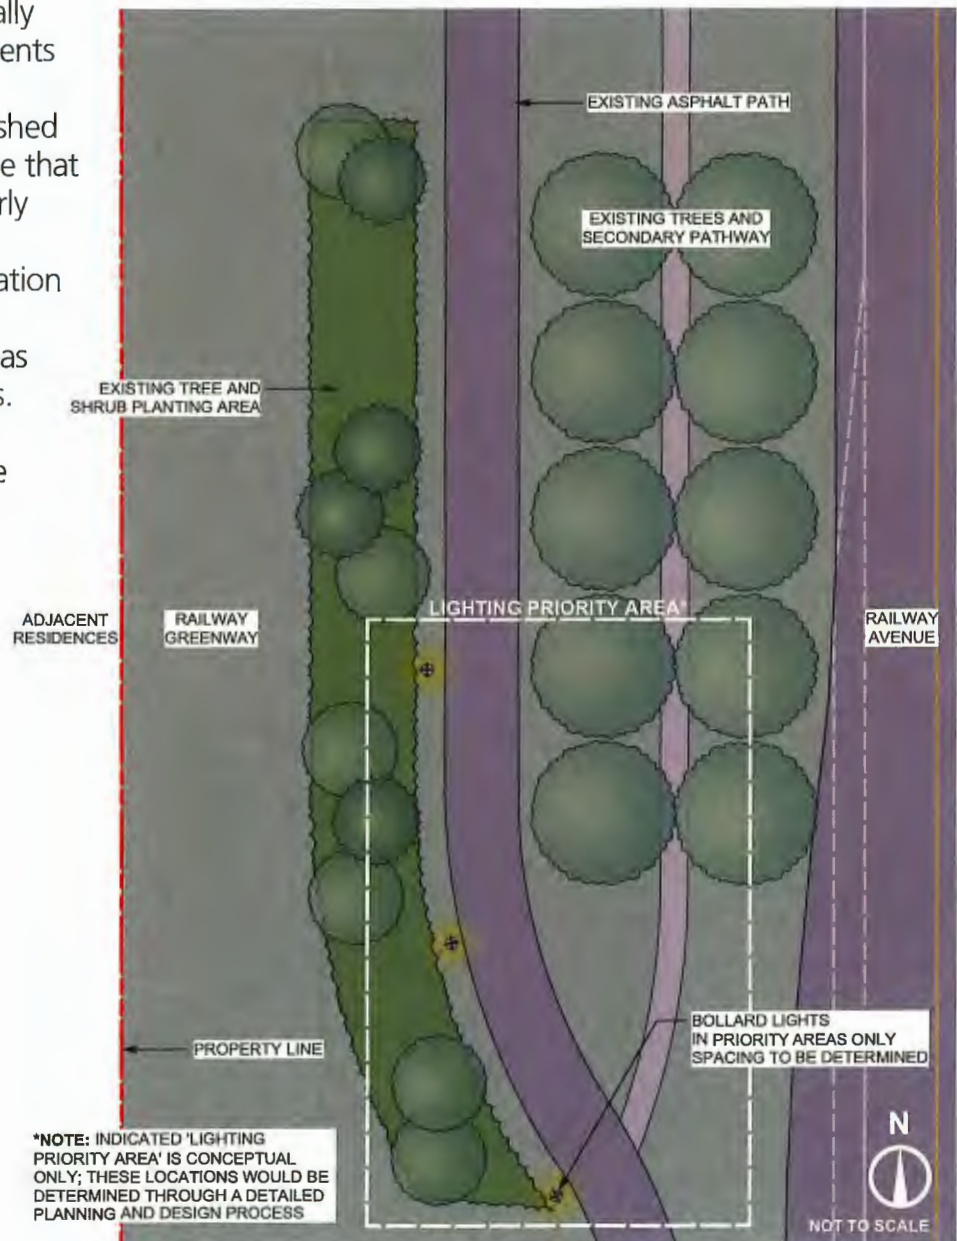 ally
ents
shed
e that
rly
ation
as
s.
e
EXISTING ASPHALT PATH
EXISTING TREES AND
SECONDARY PATHWAY
EXISTING TREE AND
SHRUB PLANTING AREA
LIGHTING PRIORITY AREA*
ADJACENT
RESIDENCES
RAILWAY
GREENWAY
RAILWAY
AVENUE
BOLLARD LIGHTS
IN PRIORITY AREAS ONLY
SPACING TO BE DETERMINED
PROPERTY LINE
*NOTE: INDICATED 'LIGHTING
PRIORITY AREA' IS CONCEPTUAL
ONLY; THESE LOCATIONS WOULD BE
DETERMINED THROUGH A DETAILED
PLANNING AND DESIGN PROCESS
N
NOT TO SCALE